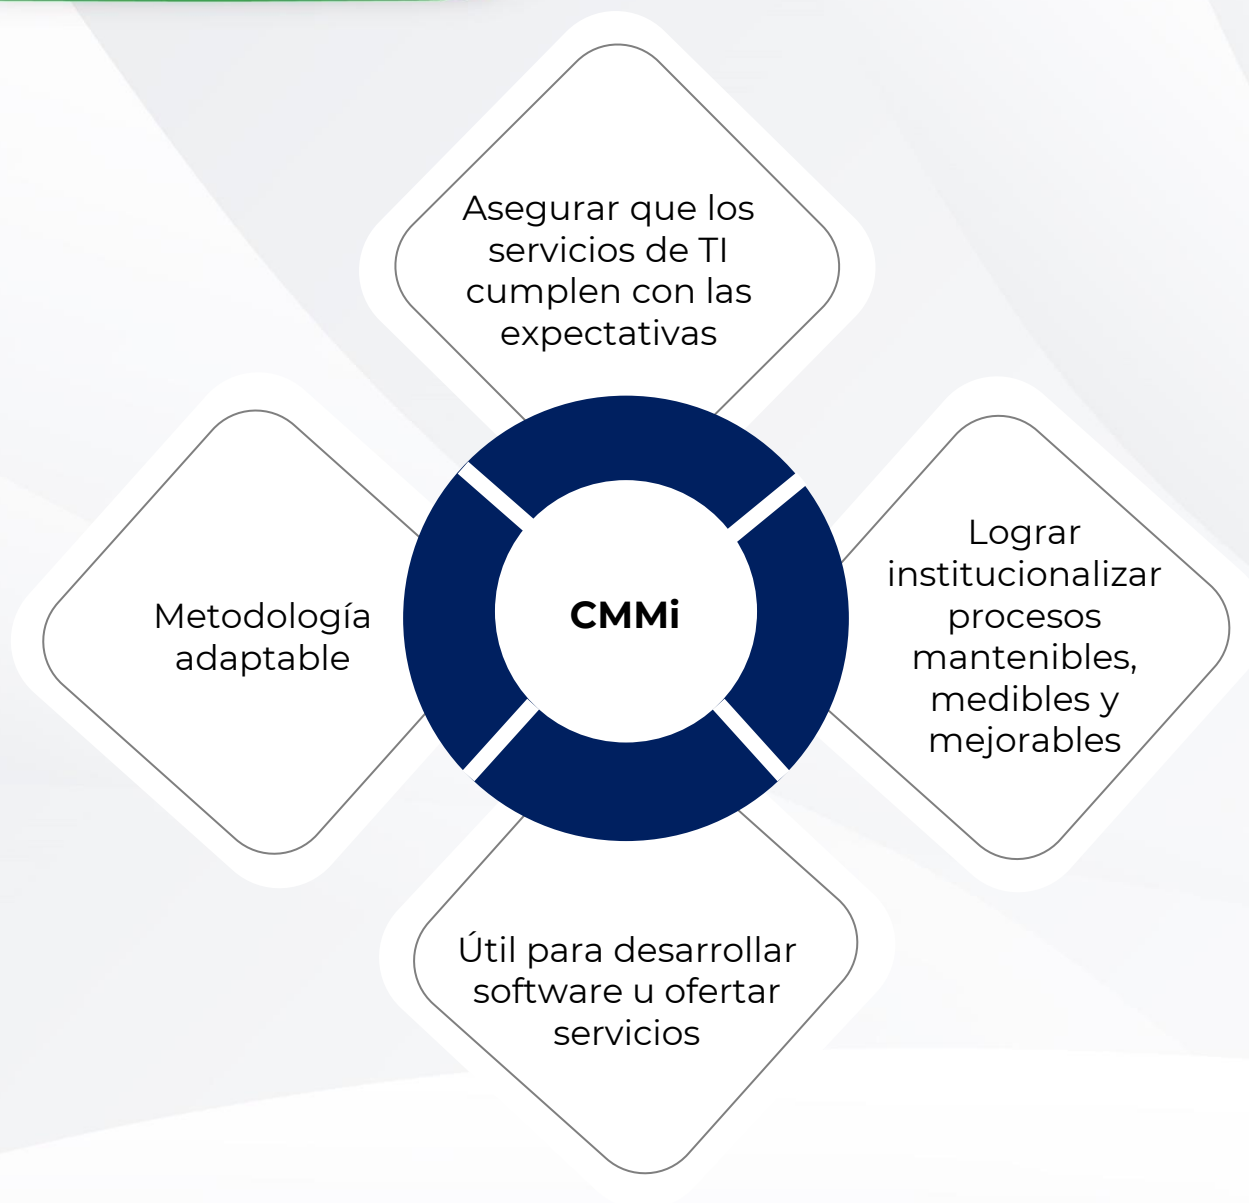 Asegurar que los
servicios de TI
cumplen con las
expectativas
Metodología
adaptable
CMMi
Lograr
institucionalizar
procesos
mantenibles,
medibles y
mejorables
Útil para desarrollar
software u ofertar
servicios